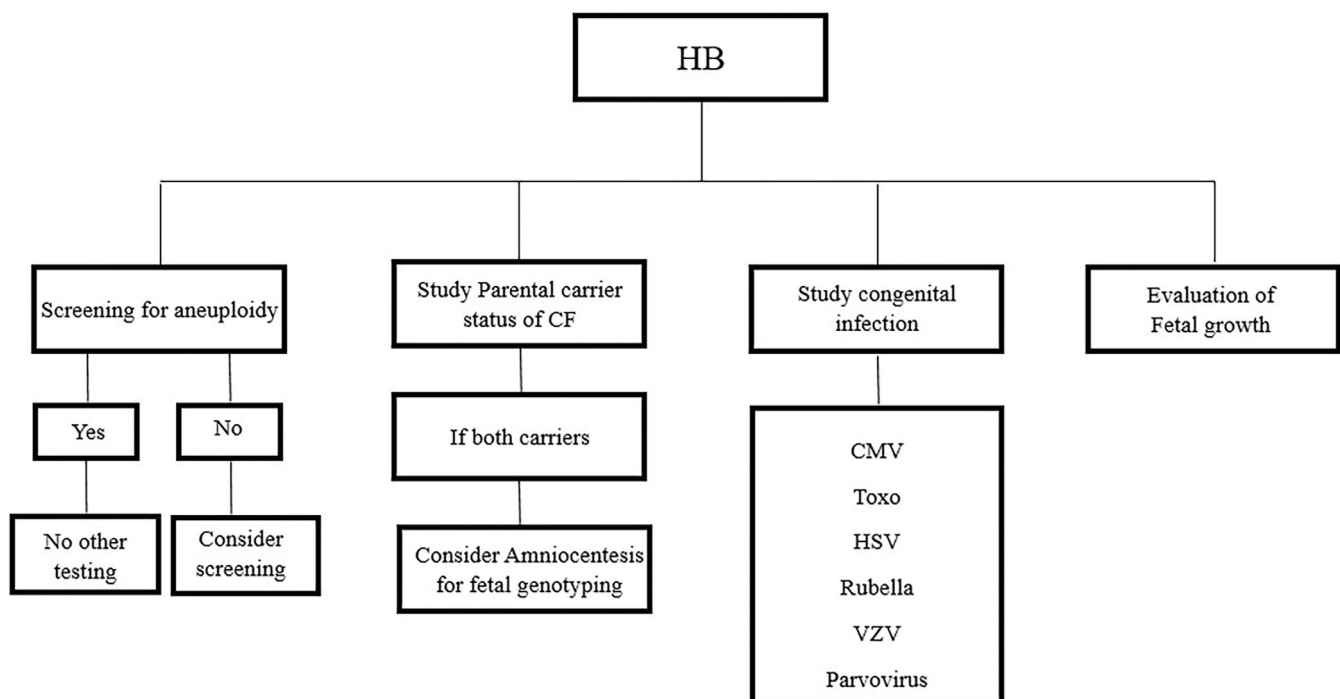 HB
Screening for aneuploidy
Yes
No
No other
testing
Consider
screening
Study Parental carrier
status of CF
If both carriers
Consider Amniocentesis
for fetal genotyping
Study congenital
infection
CMV
Toxo
HSV
Rubella
VZV
Parvovirus
Evaluation of
Fetal growth